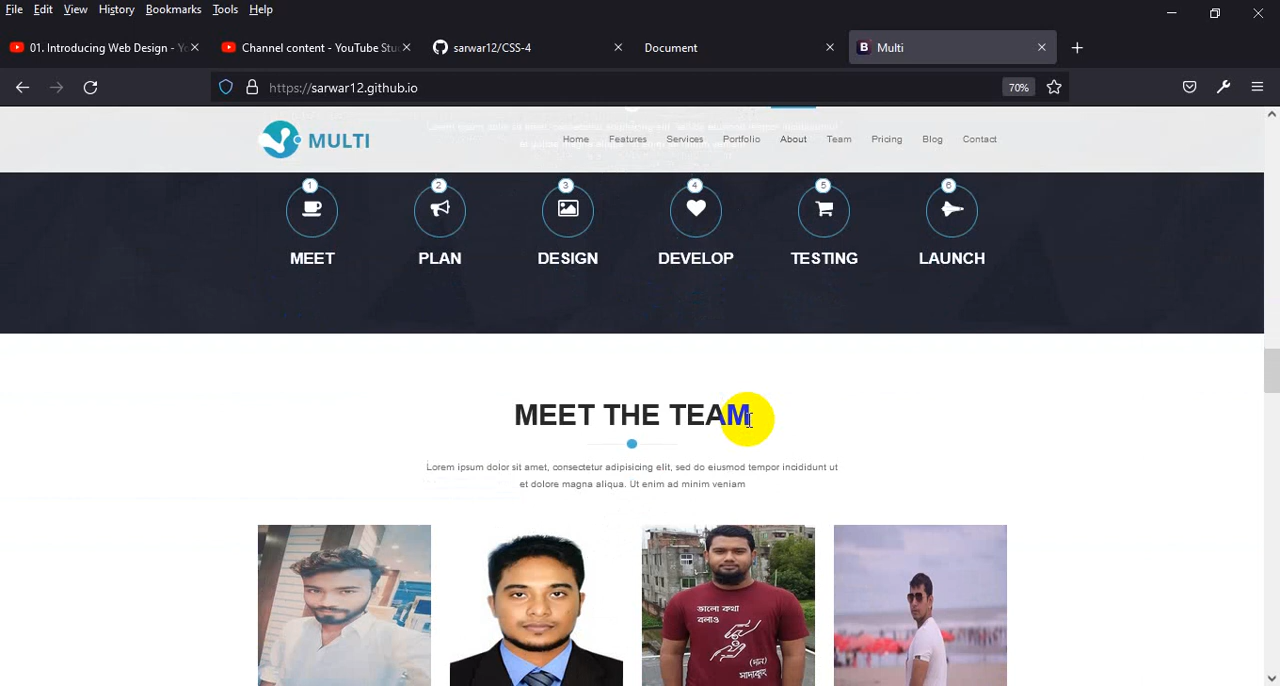 File Edit View History Bookmarks Tools Help
01. Introducing Web Design - Yo
Channel content - YouTube Stu
sarwar12/CSS-4
Document
B Multi
https://sarwar12.github.io
70%
MULTI
Home Features Services Portfolio About Team Pricing Blog Contact
1 2 3 4 5 6
MEET PLAN DESIGN DEVELOP TESTING LAUNCH
MEET THE TEAM
Lorem ipsum dolor sit amet, consectetur adipisicing elit, sed do eiusmod tempor incididunt ut
et dolore magna aliqua. Ut enim ad minim veniam
ভালো কথা
বলাও
(দান)
সাদাকুহ